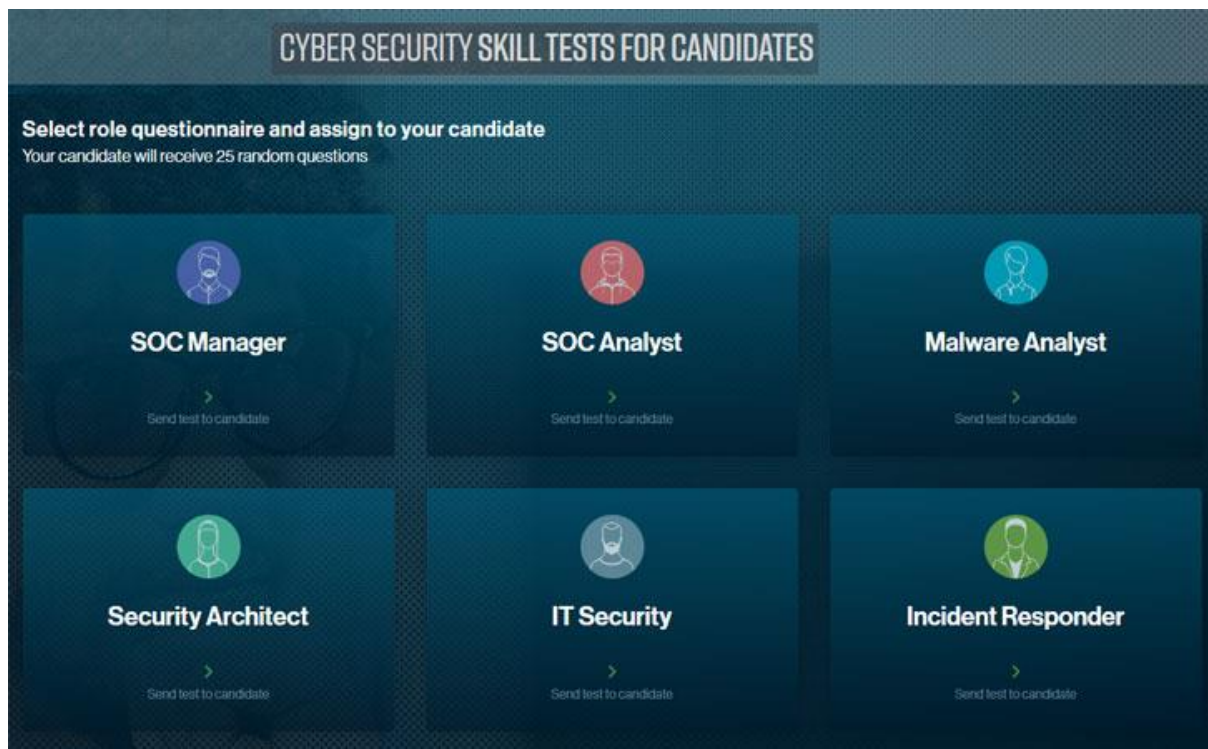 CYBER SECURITY SKILL TESTS FOR CANDIDATES
Select role questionnaire and assign to your candidate
Your candidate will receive 25 random questions
SOC Manager
Send test to candidate
SOC Analyst
Send test to candidate
Malware Analyst
Send test to candidate
Security Architect
Send test to candidate
IT Security
Send test to candidate
Incident Responder
Send test to candidate